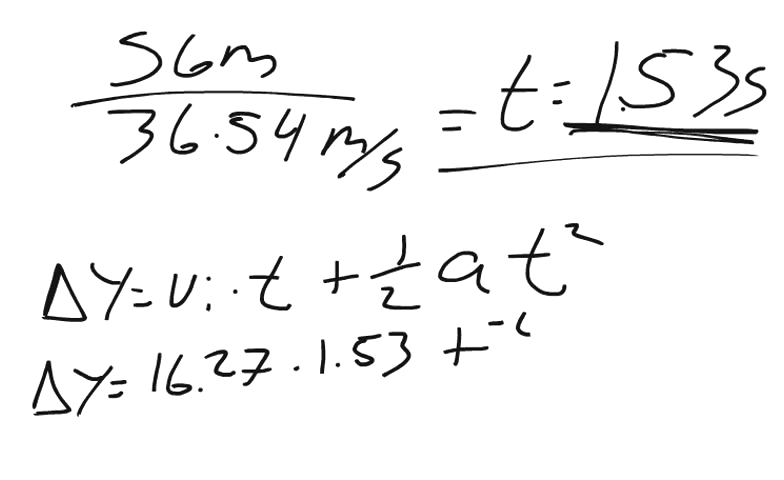 56m
36.54 m/s = t = 1.53s
ΔY = Vi · t + 1/2 a t²
ΔY = 16.27 · 1.53 + -